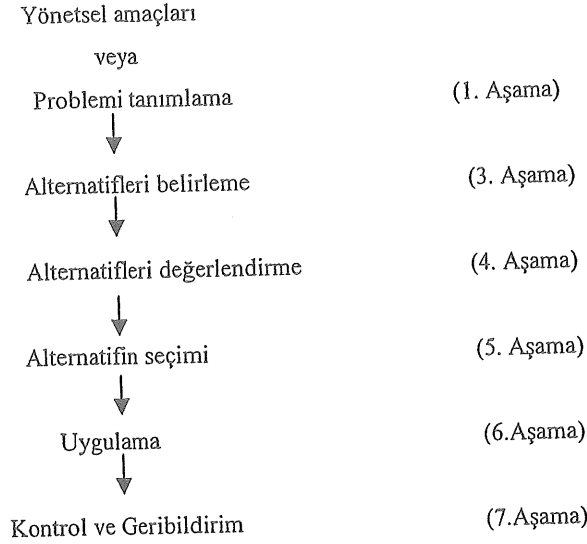 Yönetsel amaçları
veya
Problemi tanımlama (1. Aşama)
Alternatifleri belirleme (3. Aşama)
Alternatifleri değerlendirme (4. Aşama)
Alternatifin seçimi (5. Aşama)
Uygulama (6.Aşama)
Kontrol ve Geribildirim (7.Aşama)